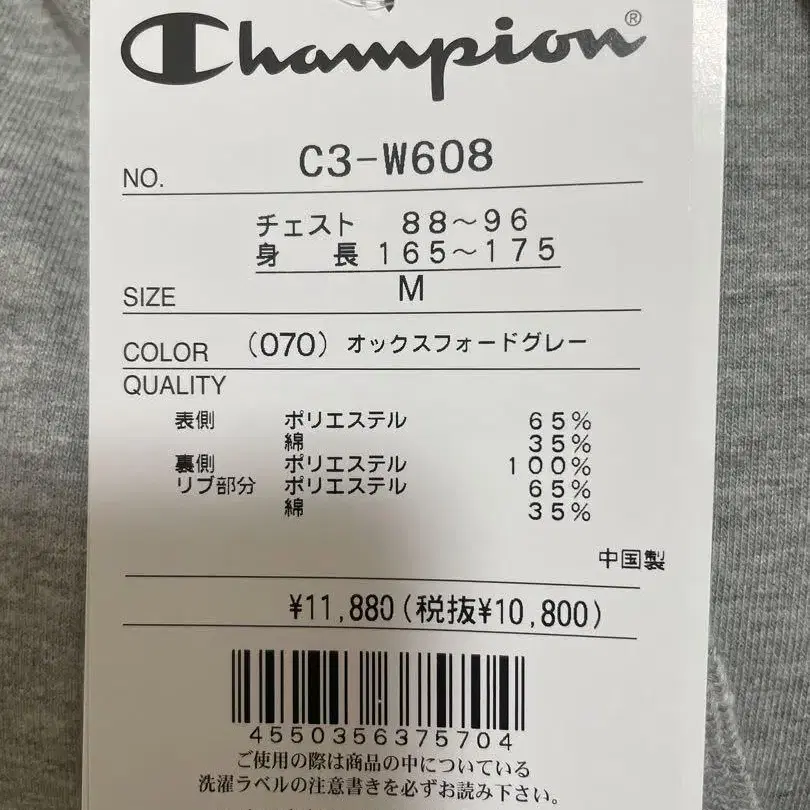 Champion®
NO. C3-W608
チェスト 88～96
身 長 165～175
SIZE M
COLOR (070) オックスフォードグレー
QUALITY
表側 ポリエステル 65%
綿 35%
裏側 ポリエステル 100%
リブ部分 ポリエステル 65%
綿 35%
中国製
¥11,880(税抜¥10,800)
4550356375704
ご使用の際は商品の中についている
洗濯ラベルの注意書きを必ずお読み下さい。